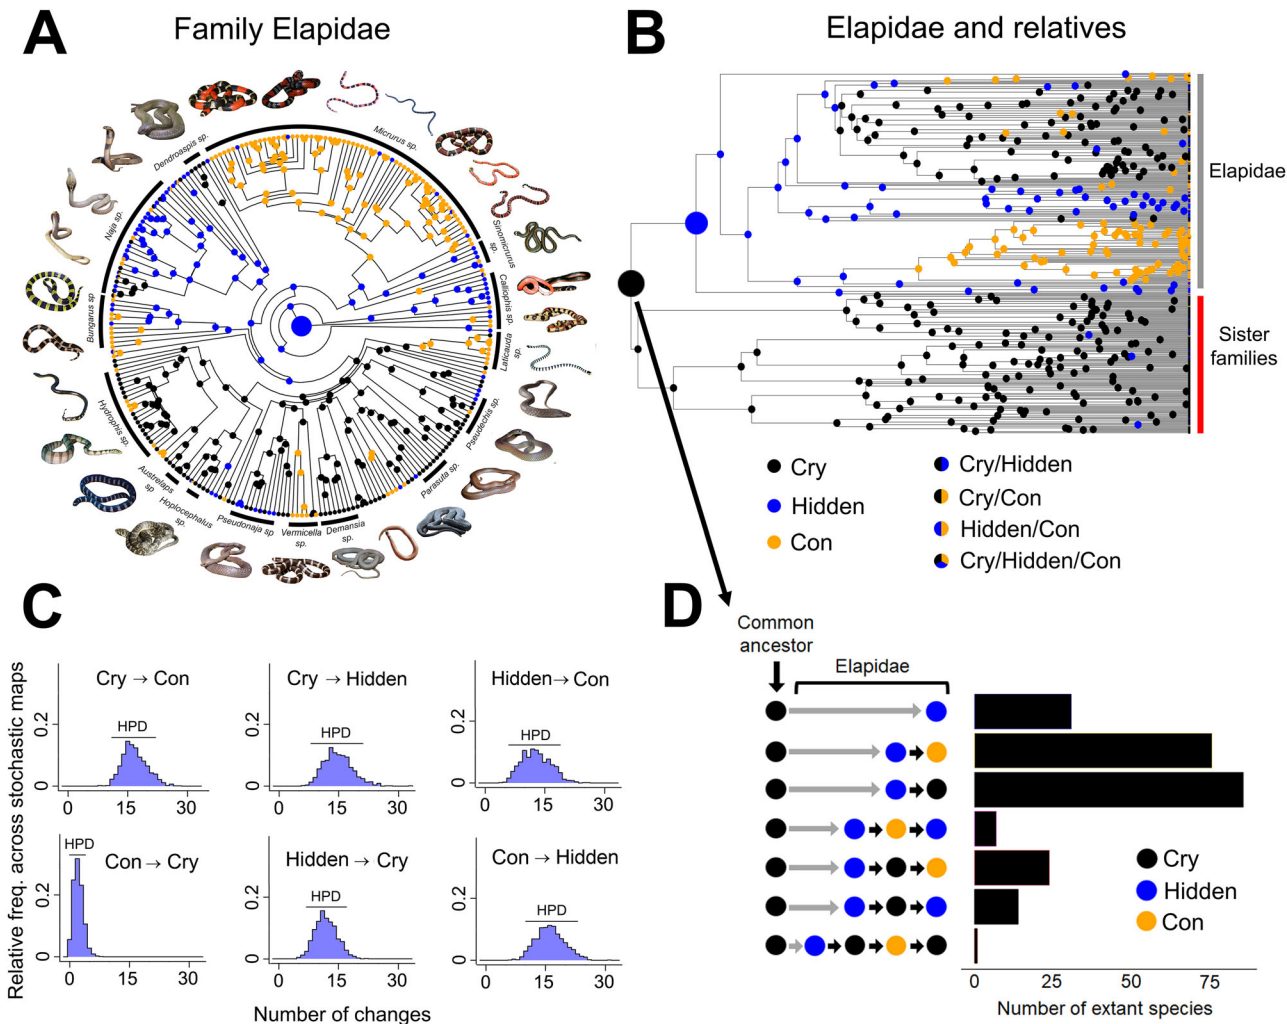 A
Family Elapidae
Micrurus sp.
Dendroaspis sp.
Naja sp.
Bungarus sp
Hydrophis sp.
Austrelaps
sp
Hoplocephalus
sp.
Pseudonaja sp
Vermicella
sp.
Demansia
sp.
Parasuta sp.
Pseudechis sp.
Laticauda
sp.
Calliophis sp.
Sinomicrurus
sp.
B
Elapidae and relatives
Elapidae
Sister
families
Cry
Hidden
Con
Cry/Hidden
Cry/Con
Hidden/Con
Cry/Hidden/Con
C
Relative freq. across stochastic maps
Cry → Con
HPD
0.2
0
0 15 30
Cry → Hidden
HPD
0.2
0
0 15 30
Hidden → Con
HPD
0.2
0
0 15 30
Con → Cry
HPD
0.2
0
0 15 30
Hidden → Cry
HPD
0.2
0
0 15 30
Con → Hidden
HPD
0.2
0
0 15 30
Number of changes
D
Common
ancestor
Elapidae
Cry
Hidden
Con
0 25 50 75
Number of extant species